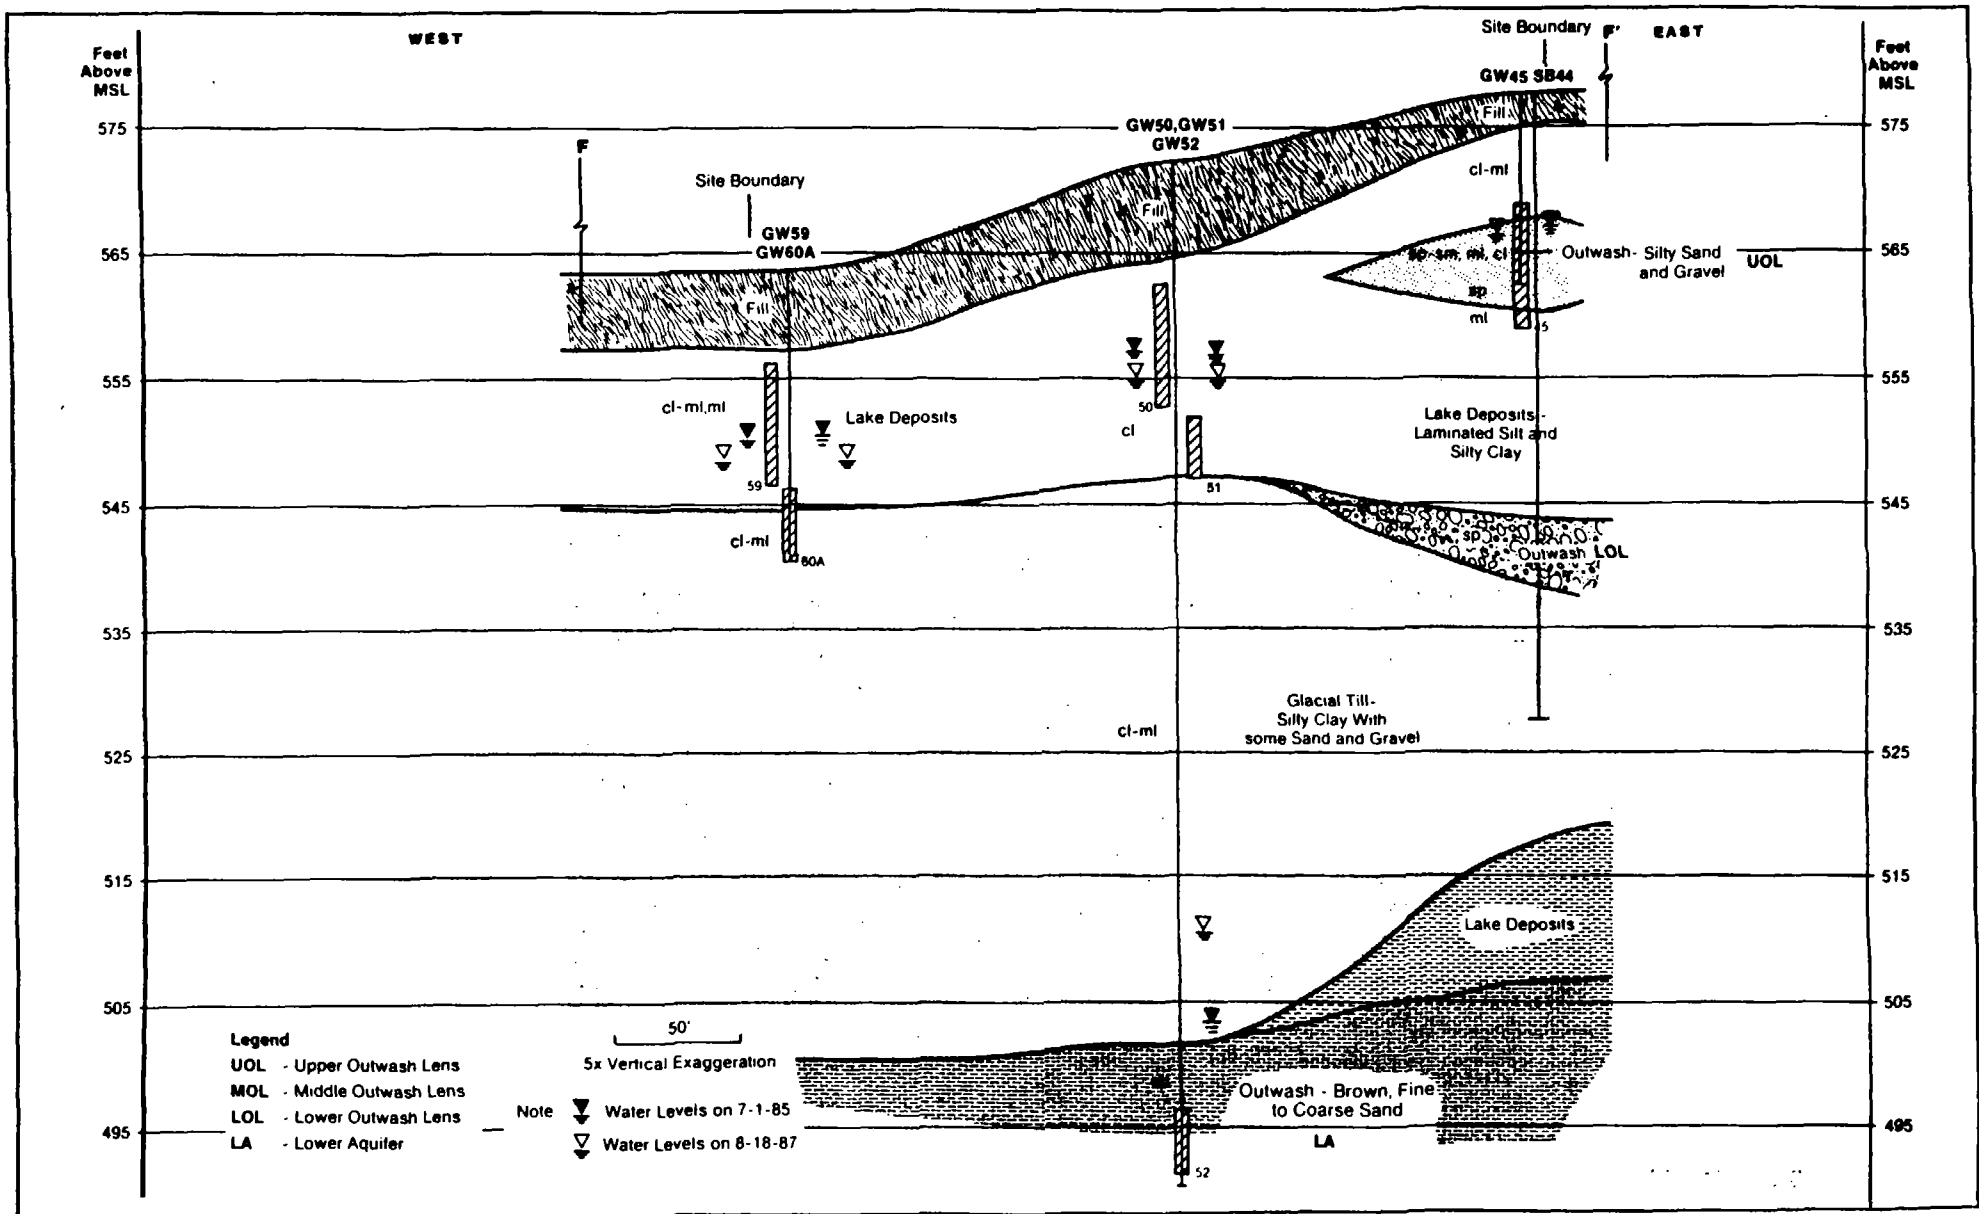 WEST
Site Boundary F' EAST
Feet
Above
MSL
Feet
Above
MSL
GW45 SB44
575
GW50,GW51
GW52
Fill
575
F
Site Boundary
cl-ml
Fill
GW59
GW60A
565
sp-sm, ml, cl
Outwash - Silty Sand
and Gravel
UOL
565
Fill
sp
ml
555
555
cl-ml,ml
Lake Deposits
50
cl
Lake Deposits -
Laminated Silt and
Silty Clay
59
51
545
545
cl-ml
60A
sp
Outwash LOL
535
535
Glacial Till-
Silty Clay With
some Sand and Gravel
cl-ml
525
525
515
515
Lake Deposits
505
505
Legend
UOL - Upper Outwash Lens
MOL - Middle Outwash Lens
LOL - Lower Outwash Lens
LA - Lower Aquifer
50'
5x Vertical Exaggeration
Note
Water Levels on 7-1-85
Water Levels on 8-18-87
Outwash - Brown, Fine
to Coarse Sand
LA
495
495
52